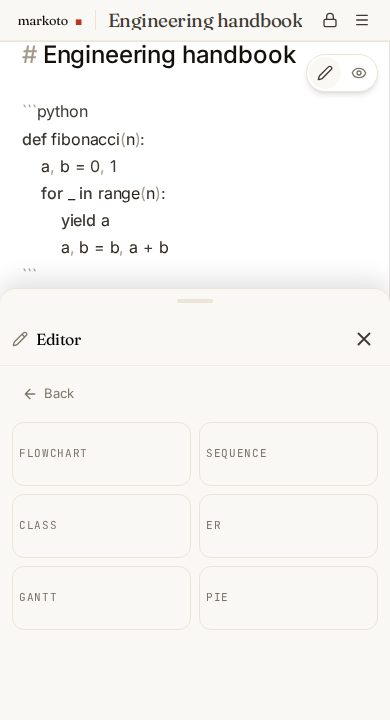 markoto
Engineering handbook
# Engineering handbook
```python
def fibonacci(n):
a, b = 0, 1
for _ in range(n):
yield a
a, b = b, a + b
```
Editor
Back
FLOWCHART
SEQUENCE
CLASS
ER
GANTT
PIE